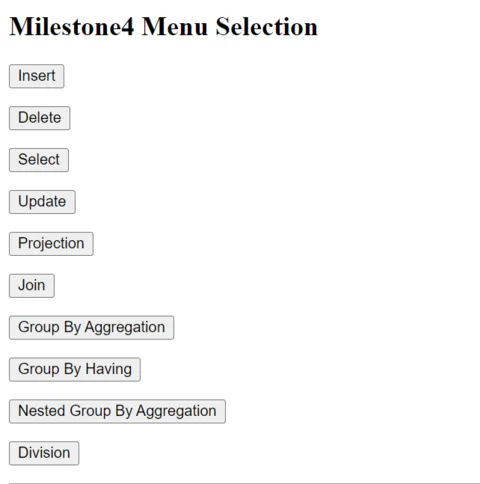 Milestone4 Menu Selection
Insert
Delete
Select
Update
Projection
Join
Group By Aggregation
Group By Having
Nested Group By Aggregation
Division